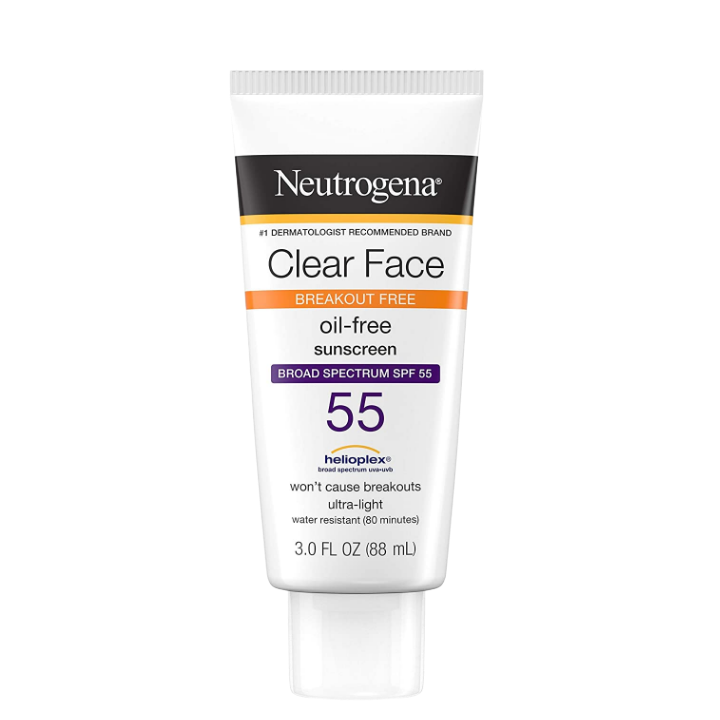 Neutrogena®
#1 DERMATOLOGIST RECOMMENDED BRAND
Clear Face
BREAKOUT FREE
oil-free
sunscreen
BROAD SPECTRUM SPF 55
55
helioplex®
broad spectrum uva•uvb
won't cause breakouts
ultra-light
water resistant (80 minutes)
3.0 FL OZ (88 mL)